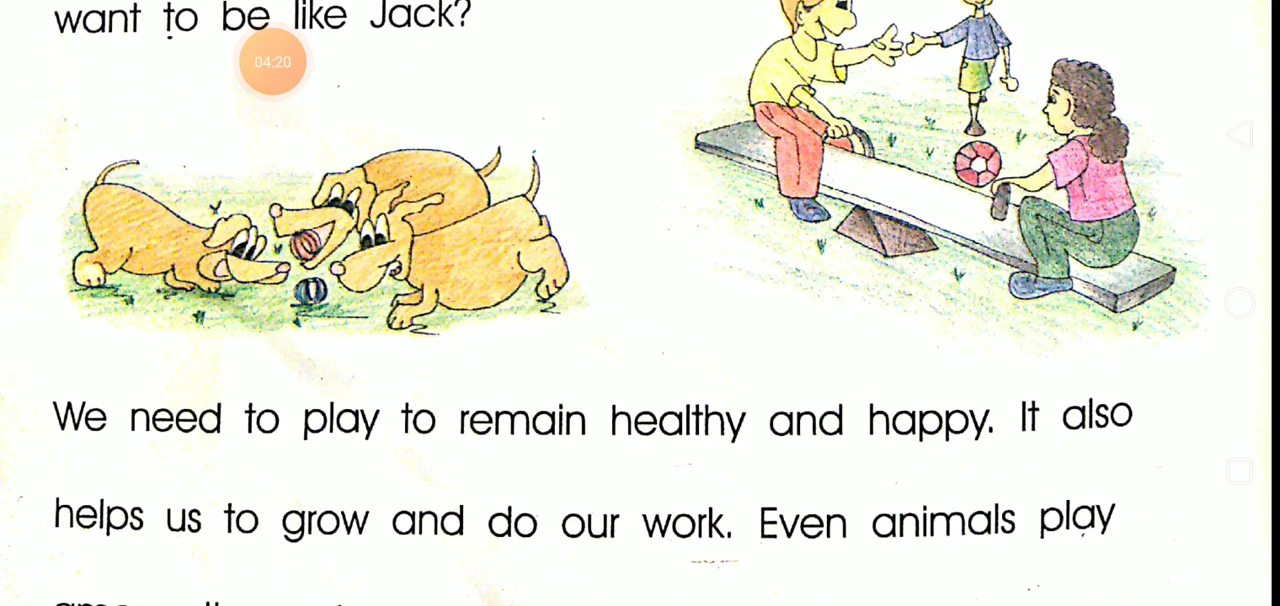 want to be like Jack?
04:20
We need to play to remain healthy and happy. It also
helps us to grow and do our work. Even animals play